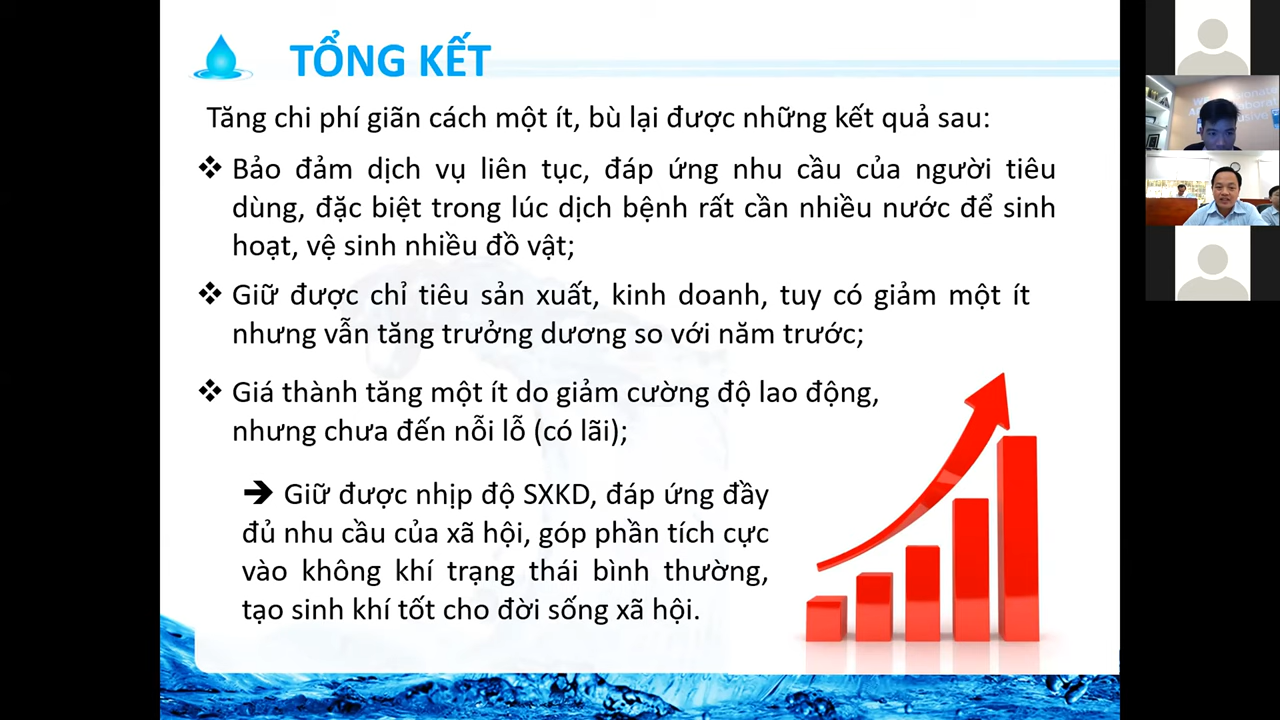 TỔNG KẾT
Tăng chi phí giãn cách một ít, bù lại được những kết quả sau:
❖ Bảo đảm dịch vụ liên tục, đáp ứng nhu cầu của người tiêu
dùng, đặc biệt trong lúc dịch bệnh rất cần nhiều nước để sinh
hoạt, vệ sinh nhiều đồ vật;
❖ Giữ được chỉ tiêu sản xuất, kinh doanh, tuy có giảm một ít
nhưng vẫn tăng trưởng dương so với năm trước;
❖ Giá thành tăng một ít do giảm cường độ lao động,
nhưng chưa đến nỗi lỗ (có lãi);
➔ Giữ được nhịp độ SXKD, đáp ứng đầy
đủ nhu cầu của xã hội, góp phần tích cực
vào không khí trạng thái bình thường,
tạo sinh khí tốt cho đời sống xã hội.